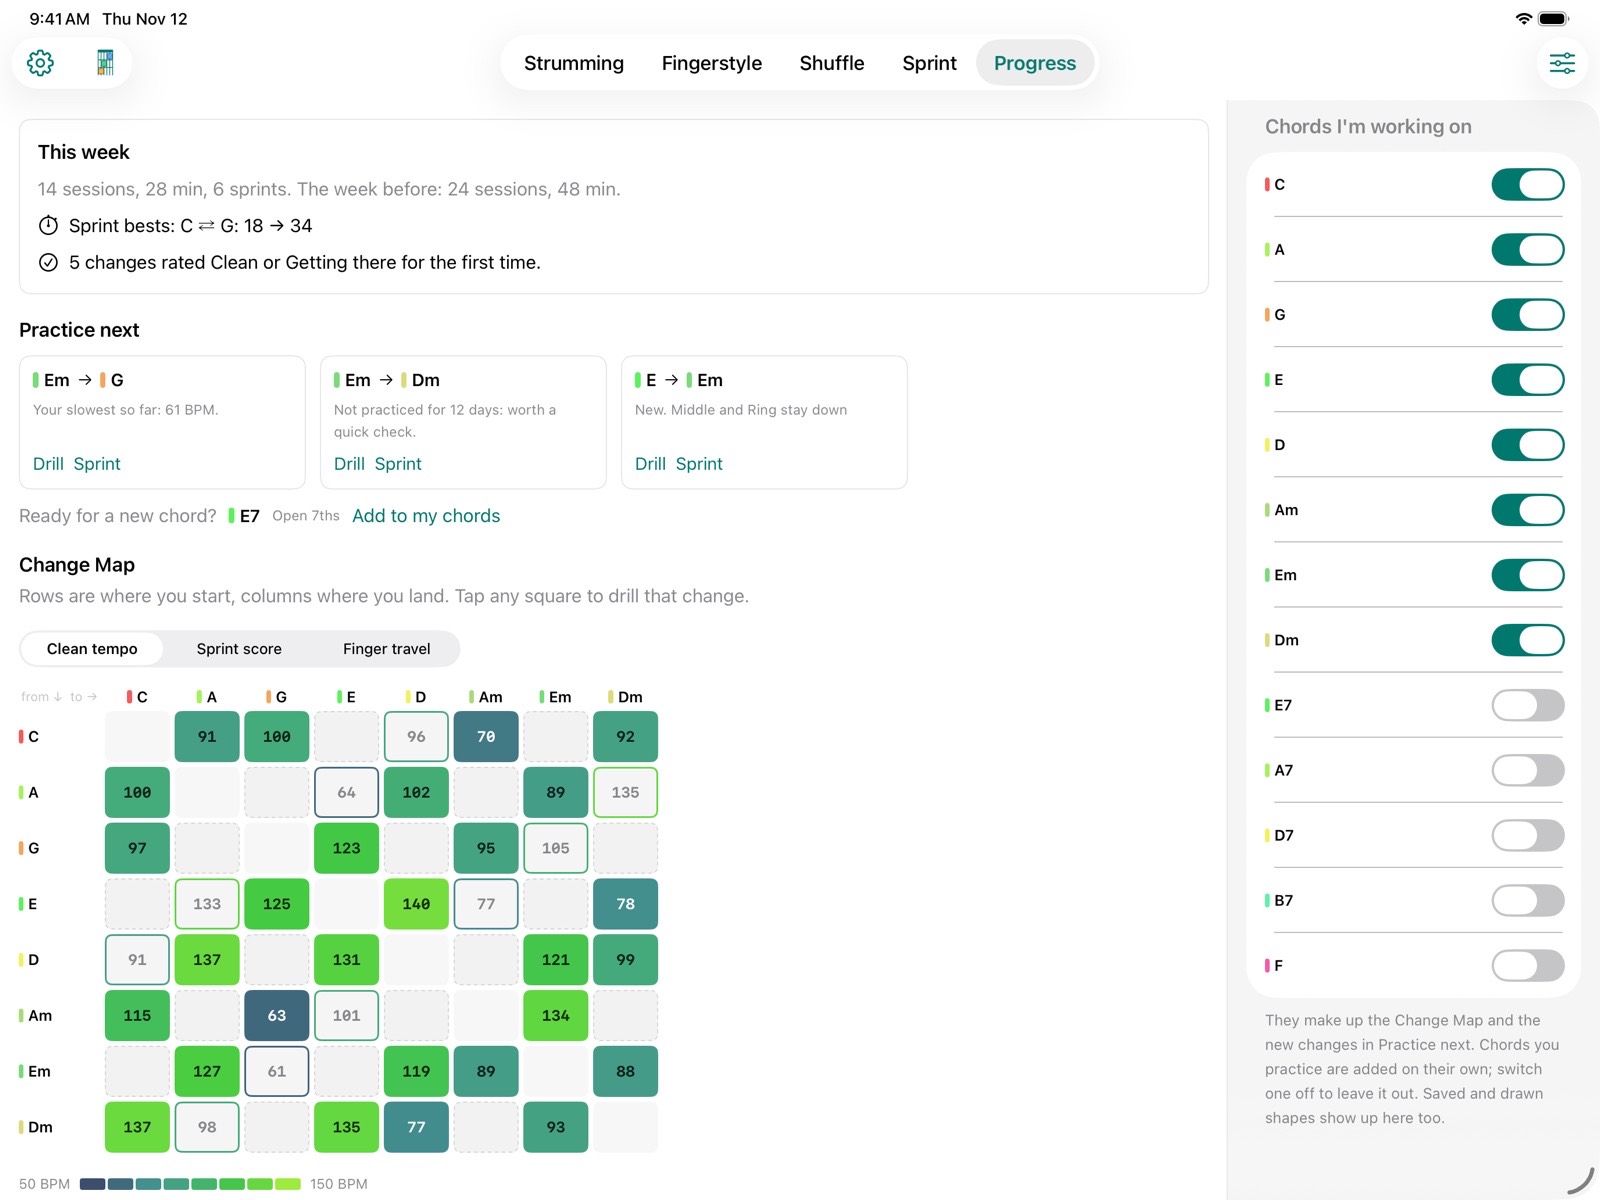 9:41 AM Thu Nov 12
Strumming Fingerstyle Shuffle Sprint Progress
This week
14 sessions, 28 min, 6 sprints. The week before: 24 sessions, 48 min.
Sprint bests: C ⇄ G: 18 → 34
5 changes rated Clean or Getting there for the first time.
Practice next
Em → G
Your slowest so far: 61 BPM.
Drill Sprint
Em → Dm
Not practiced for 12 days: worth a
quick check.
Drill Sprint
E → Em
New. Middle and Ring stay down
Drill Sprint
Ready for a new chord? E7 Open 7ths Add to my chords
Change Map
Rows are where you start, columns where you land. Tap any square to drill that change.
Clean tempo Sprint score Finger travel
from ↓ to → C A G E D Am Em Dm
C 91 100 96 70 92
A 100 64 102 89 135
G 97 123 95 105
E 133 125 140 77 78
D 91 137 131 121 99
Am 115 63 101 134
Em 127 61 119 89 88
Dm 137 98 135 77 93
50 BPM 150 BPM
Chords I'm working on
C
A
G
E
D
Am
Em
Dm
E7
A7
D7
B7
F
They make up the Change Map and the
new changes in Practice next. Chords you
practice are added on their own; switch
one off to leave it out. Saved and drawn
shapes show up here too.